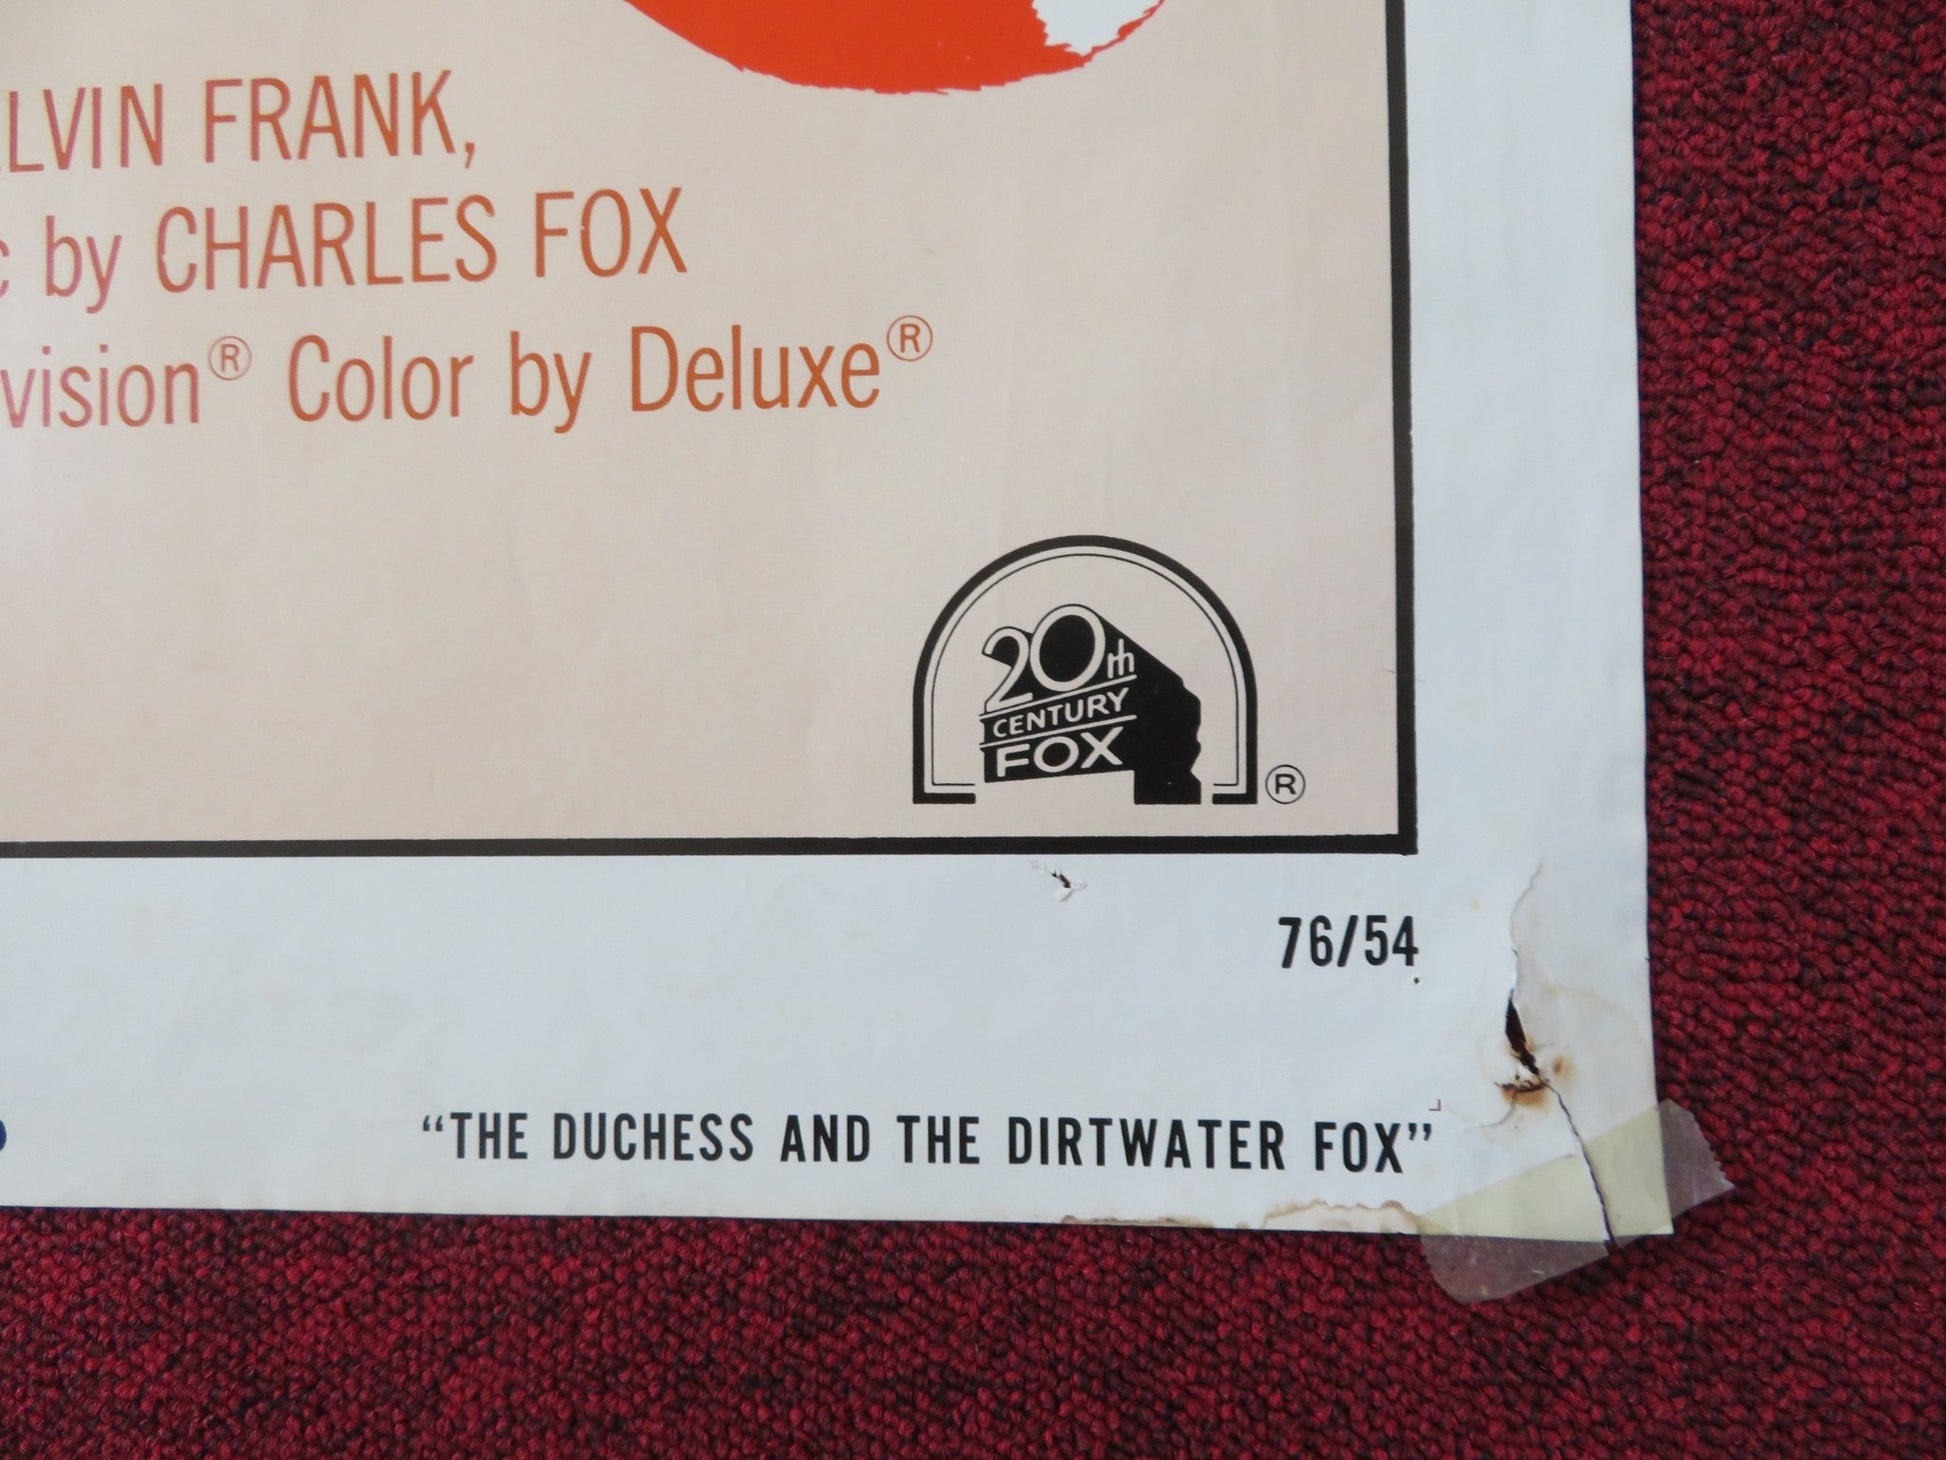 LVIN FRANK,
by CHARLES FOX
vision® Color by Deluxe®
20th
CENTURY
FOX
®
76/54
"THE DUCHESS AND THE DIRTWATER FOX"